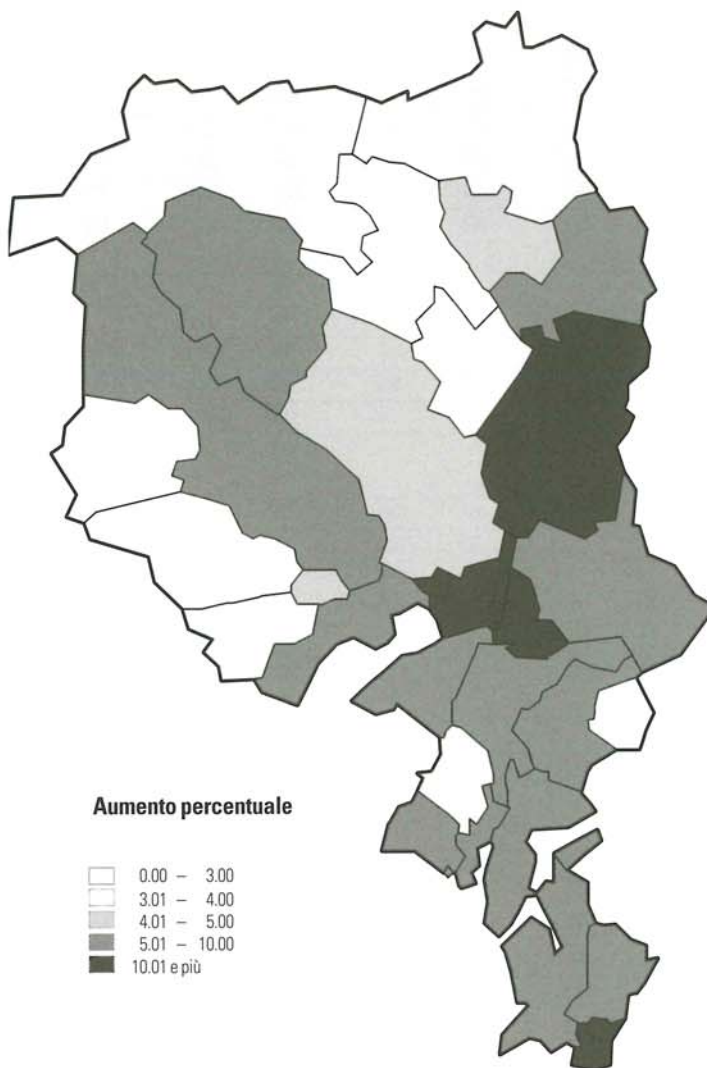 Aumento percentuale
0.00 – 3.00
3.01 – 4.00
4.01 – 5.00
5.01 – 10.00
10.01 e più